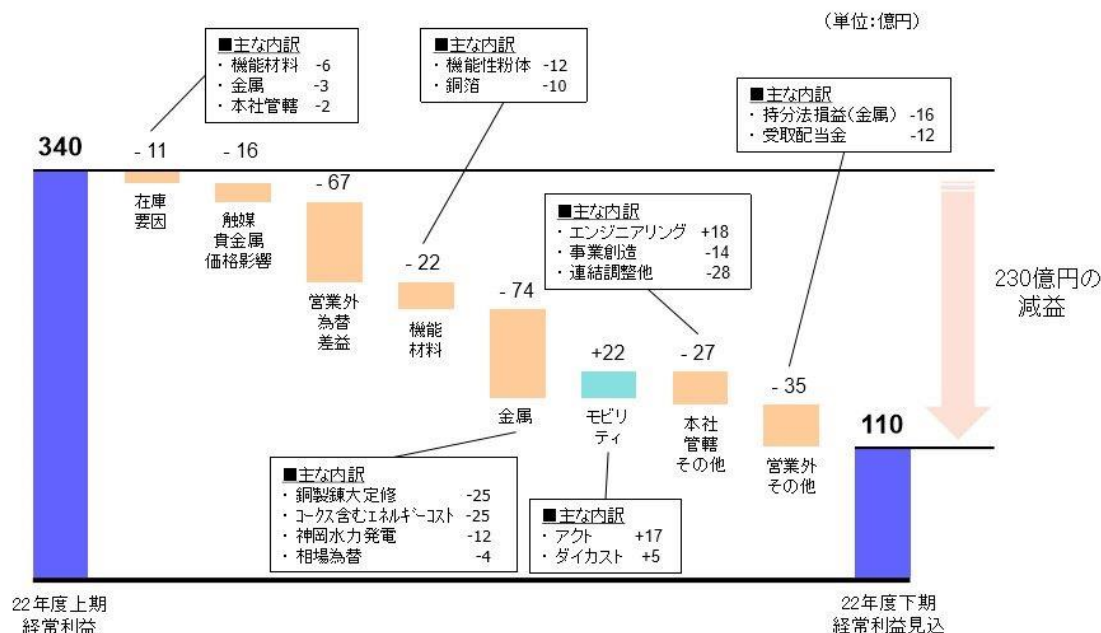 （単位：億円）
■主な内訳
・ 機能材料 -6
・ 金属 -3
・ 本社管轄 -2
■主な内訳
・ 機能性粉体 -12
・ 銅箔 -10
■主な内訳
・ 持分法損益(金属) -16
・ 受取配当金 -12
340
- 11
- 16
- 67
在庫
要因
触媒
貴金属
価格影響
営業外
為替
差益
- 22
機能
材料
- 74
金属
■主な内訳
・ エンジニアリング +18
・ 事業創造 -14
・ 連結調整他 -28
+22
モビリ
ティ
- 27
本社
管轄
その他
- 35
営業外
その他
230億円の
減益
110
■主な内訳
・ 銅製錬大定修 -25
・ コークス含むエネルギーコスト -25
・ 神岡水力発電 -12
・ 相場為替 -4
■主な内訳
・ アクト +17
・ ダイカスト +5
22年度上期
経常利益
22年度下期
経常利益見込